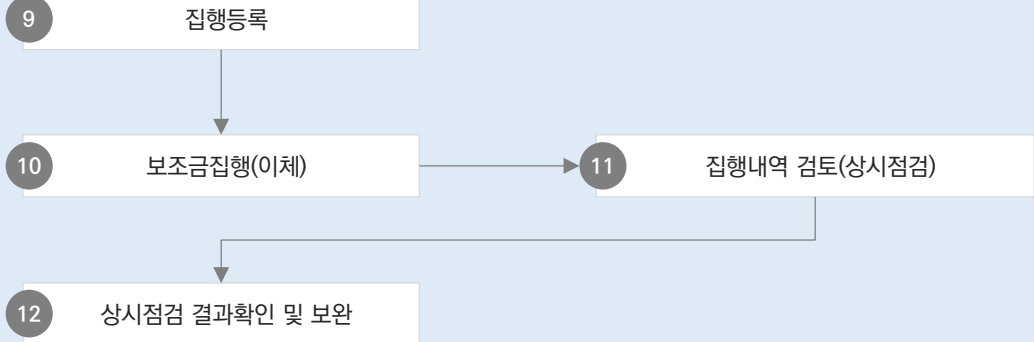 9 집행등록
10 보조금집행(이체)
11 집행내역 검토(상시점검)
12 상시점검 결과확인 및 보완